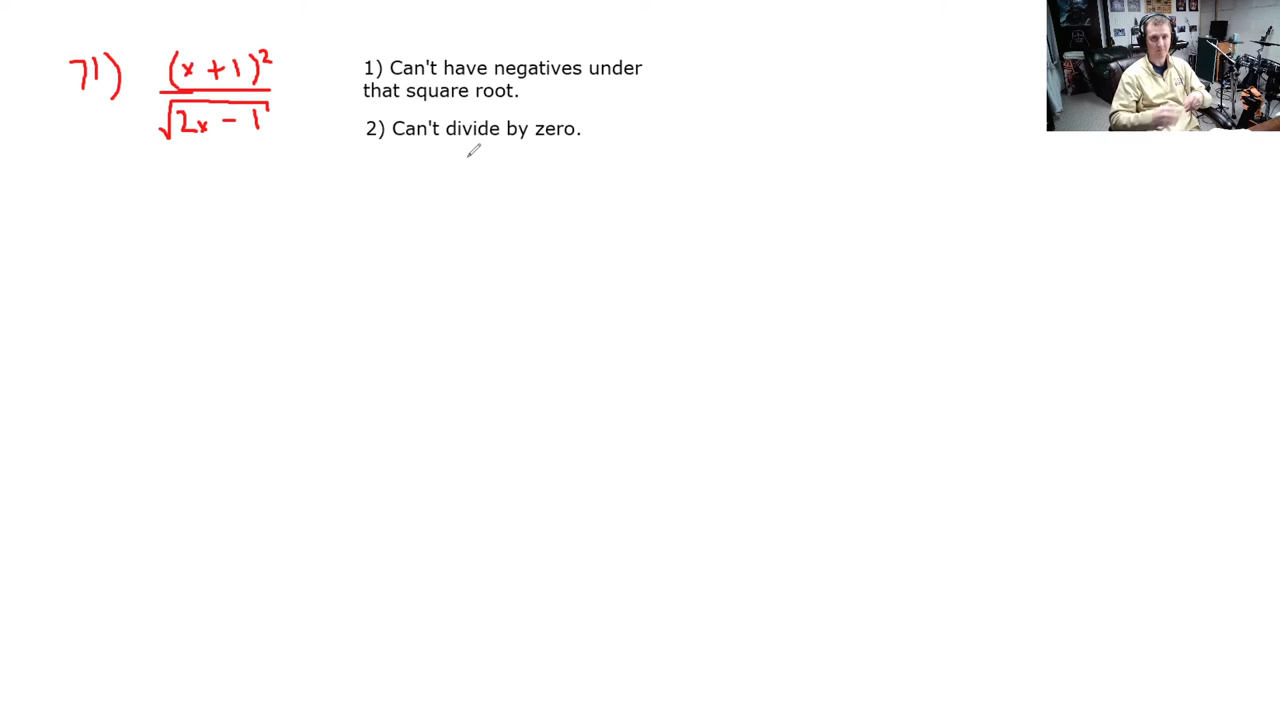 71) (x + 1)²
√2x - 1
1) Can't have negatives under
that square root.
2) Can't divide by zero.